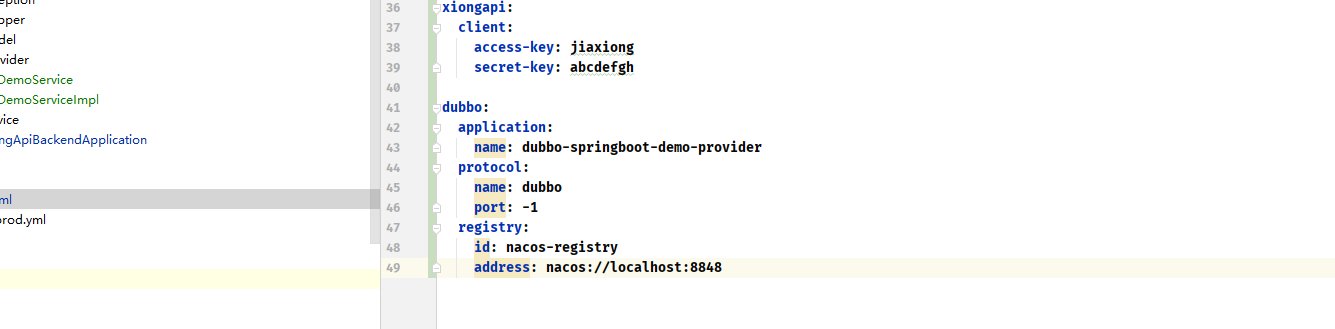 eption
pper
del
vider
DemoService
DemoServiceImpl
vice
ngApiBackendApplication
ml
prod.yml
36 xiongapi:
37 client:
38 access-key: jiaxiong
39 secret-key: abcdefgh
40
41 dubbo:
42 application:
43 name: dubbo-springboot-demo-provider
44 protocol:
45 name: dubbo
46 port: -1
47 registry:
48 id: nacos-registry
49 address: nacos://localhost:8848